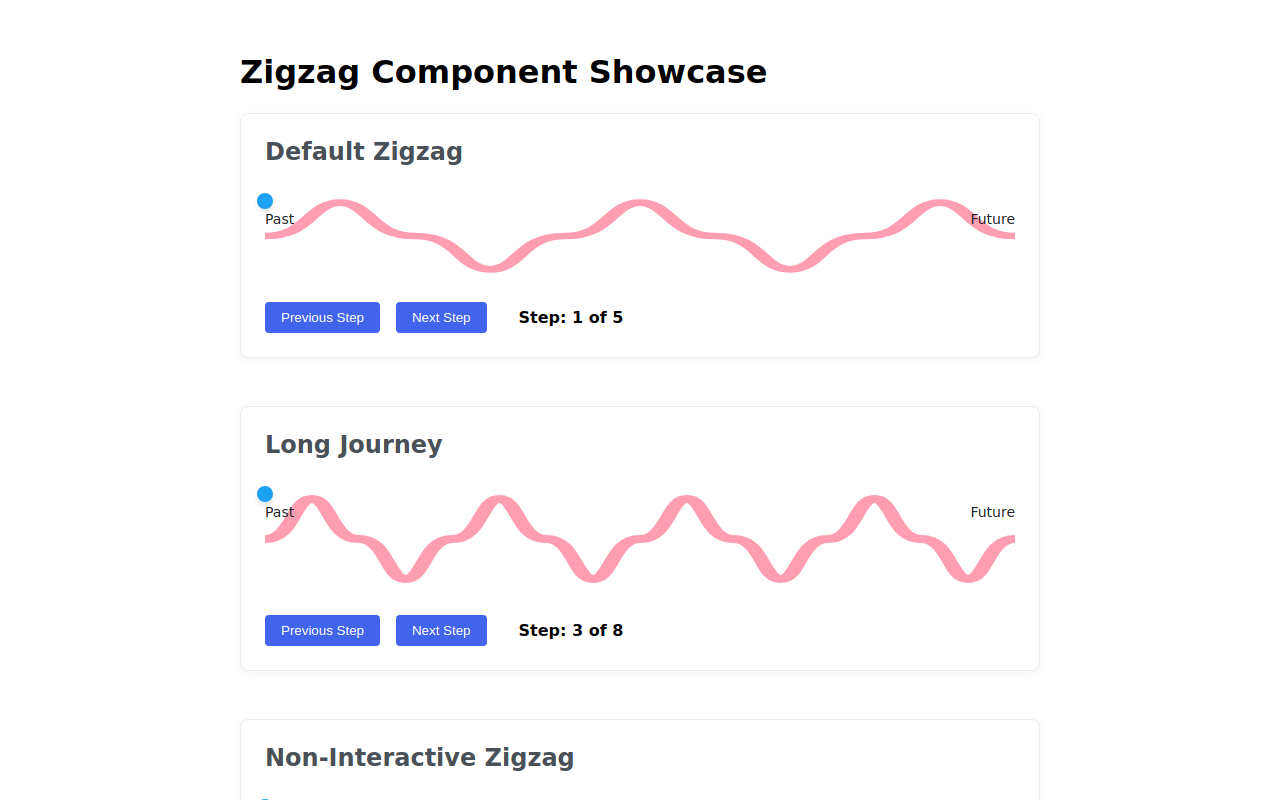 Zigzag Component Showcase
Default Zigzag
Past
Future
Previous Step
Next Step
Step: 1 of 5
Long Journey
Past
Future
Previous Step
Next Step
Step: 3 of 8
Non-Interactive Zigzag